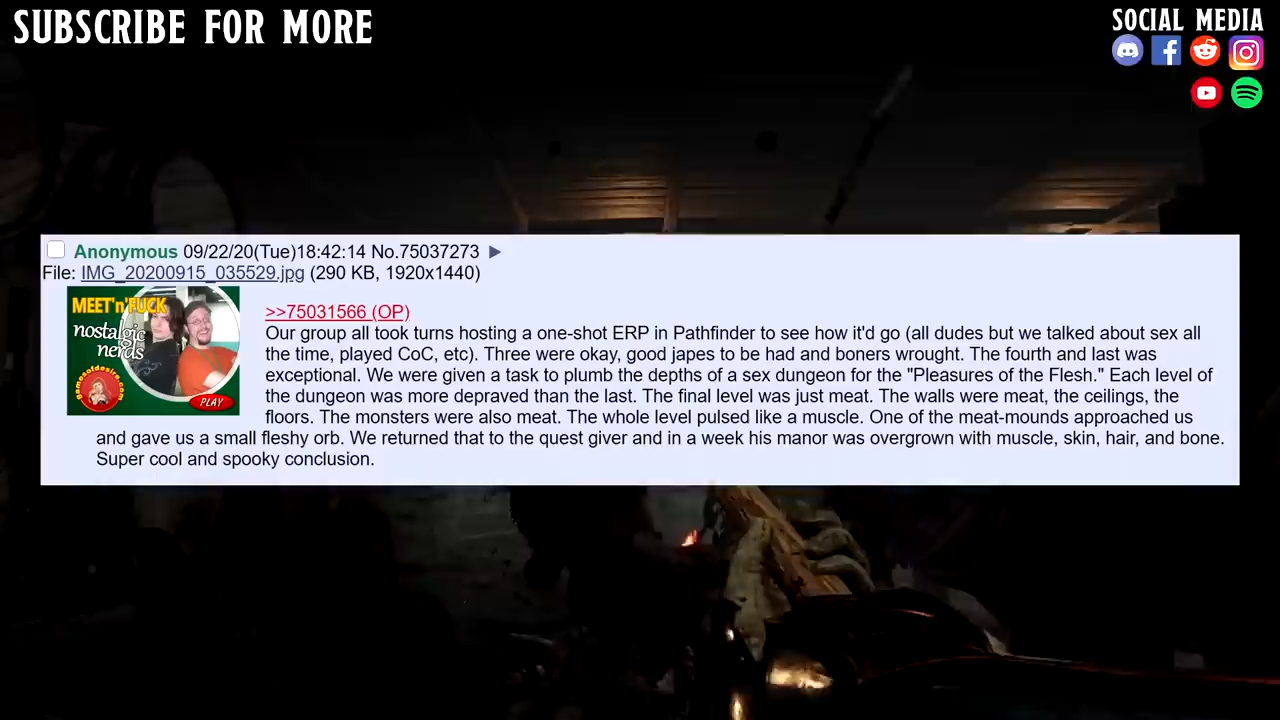 SUBSCRIBE FOR MORE
SOCIAL MEDIA
Anonymous 09/22/20(Tue)18:42:14 No.75037273 ▶
File: IMG_20200915_035529.jpg (290 KB, 1920x1440)
MEET'n'FUCK
nostalgic
nerds
gamesofdesire.com
PLAY
>>75031566 (OP)
Our group all took turns hosting a one-shot ERP in Pathfinder to see how it'd go (all dudes but we talked about sex all
the time, played CoC, etc). Three were okay, good japes to be had and boners wrought. The fourth and last was
exceptional. We were given a task to plumb the depths of a sex dungeon for the "Pleasures of the Flesh." Each level of
the dungeon was more depraved than the last. The final level was just meat. The walls were meat, the ceilings, the
floors. The monsters were also meat. The whole level pulsed like a muscle. One of the meat-mounds approached us
and gave us a small fleshy orb. We returned that to the quest giver and in a week his manor was overgrown with muscle, skin, hair, and bone.
Super cool and spooky conclusion.